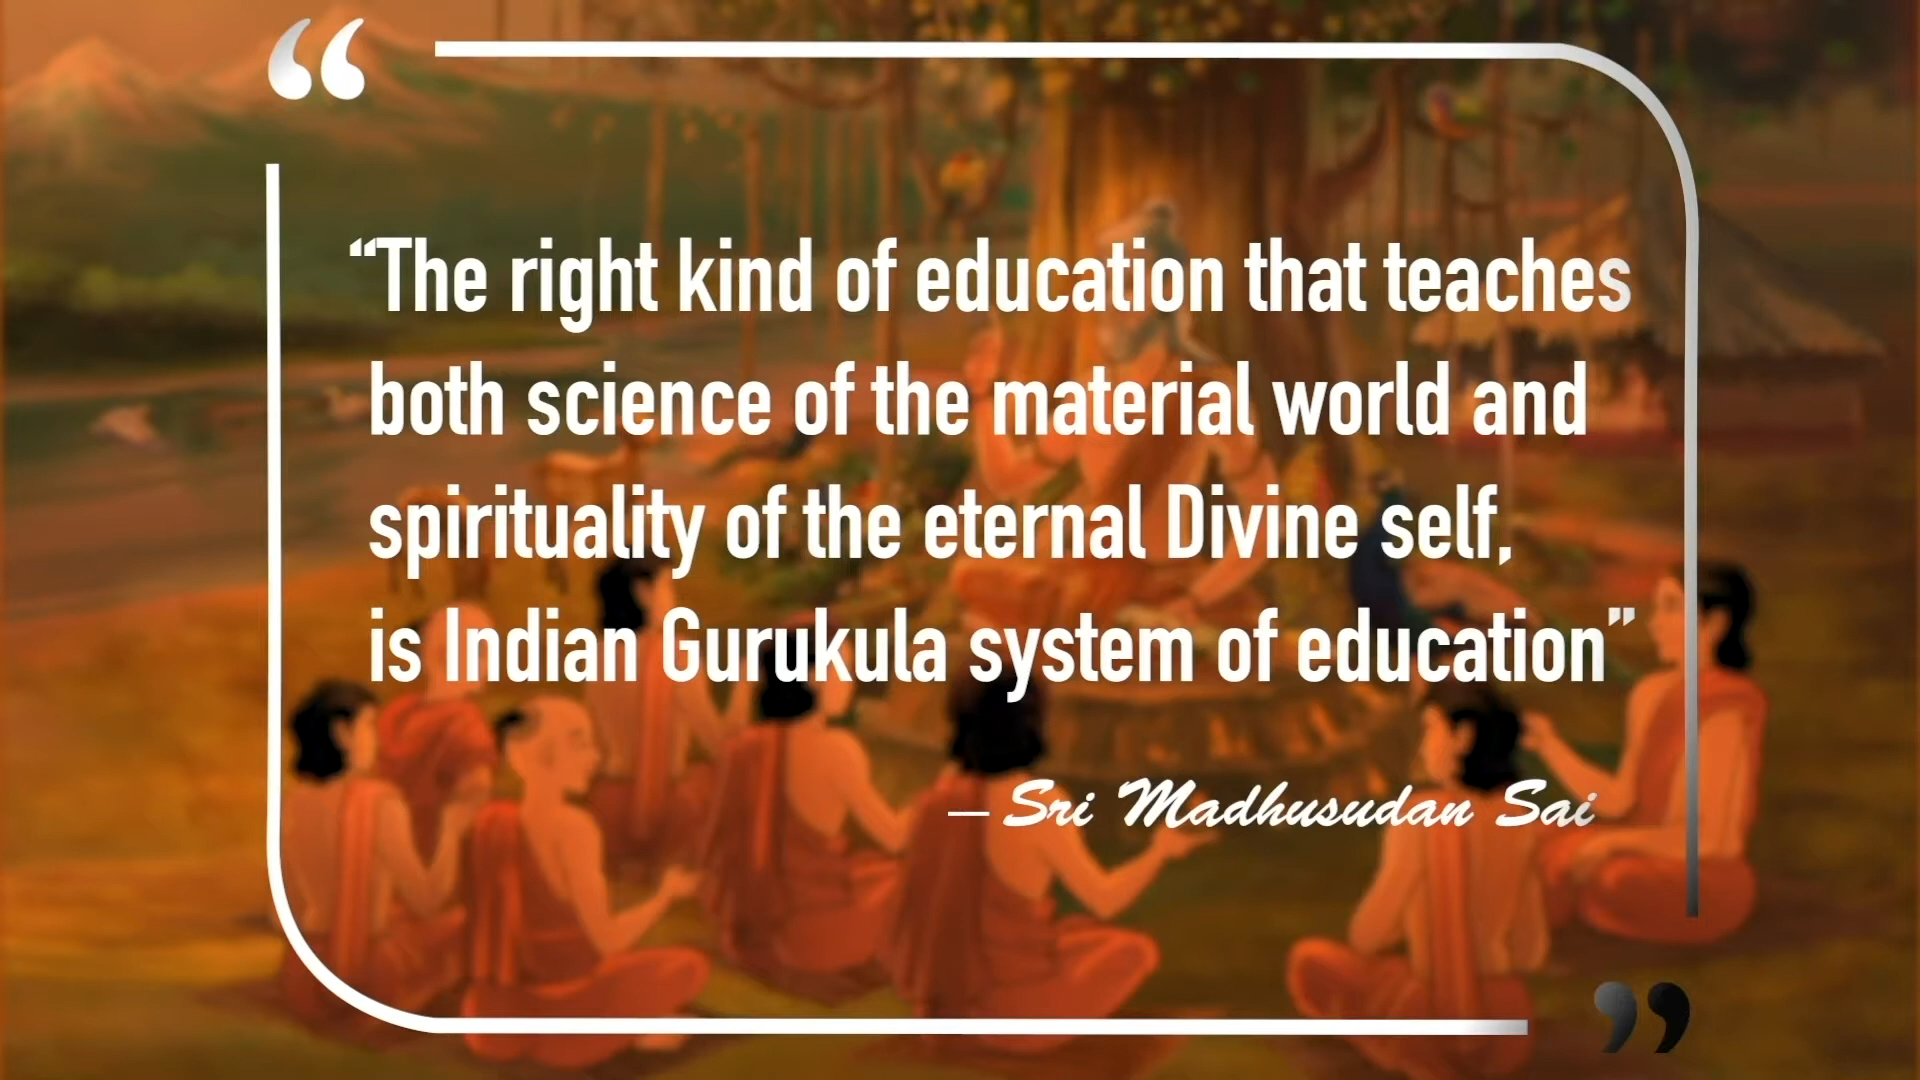 “The right kind of education that teaches
both science of the material world and
spirituality of the eternal Divine self,
is Indian Gurukula system of education”
— Sri Madhusudan Sai